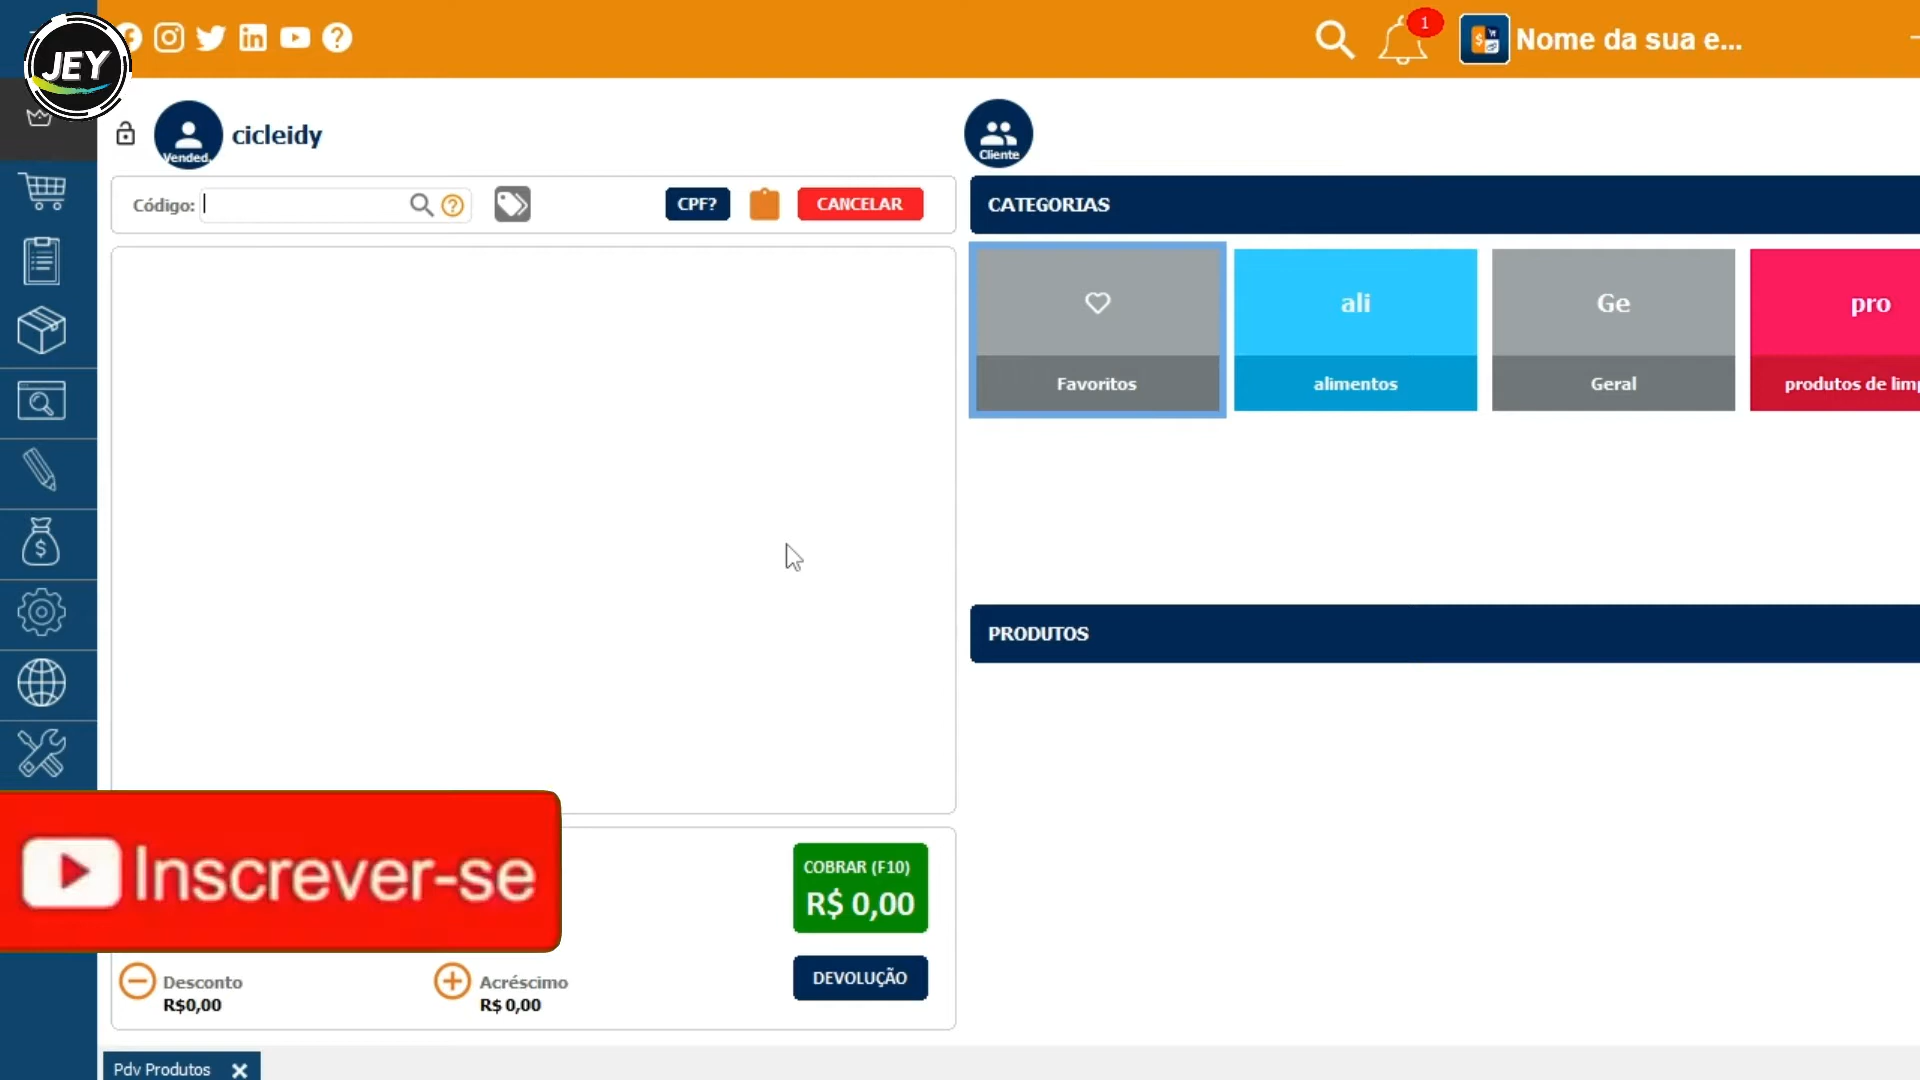 JEY
1
Nome da sua e...
Vended.
cicleidy
Cliente
Código:
CPF?
CANCELAR
CATEGORIAS
ali
Ge
pro
Favoritos
alimentos
Geral
produtos de limp
PRODUTOS
Inscrever-se
COBRAR (F10)
R$ 0,00
Desconto
R$0,00
Acréscimo
R$ 0,00
DEVOLUÇÃO
Pdv Produtos